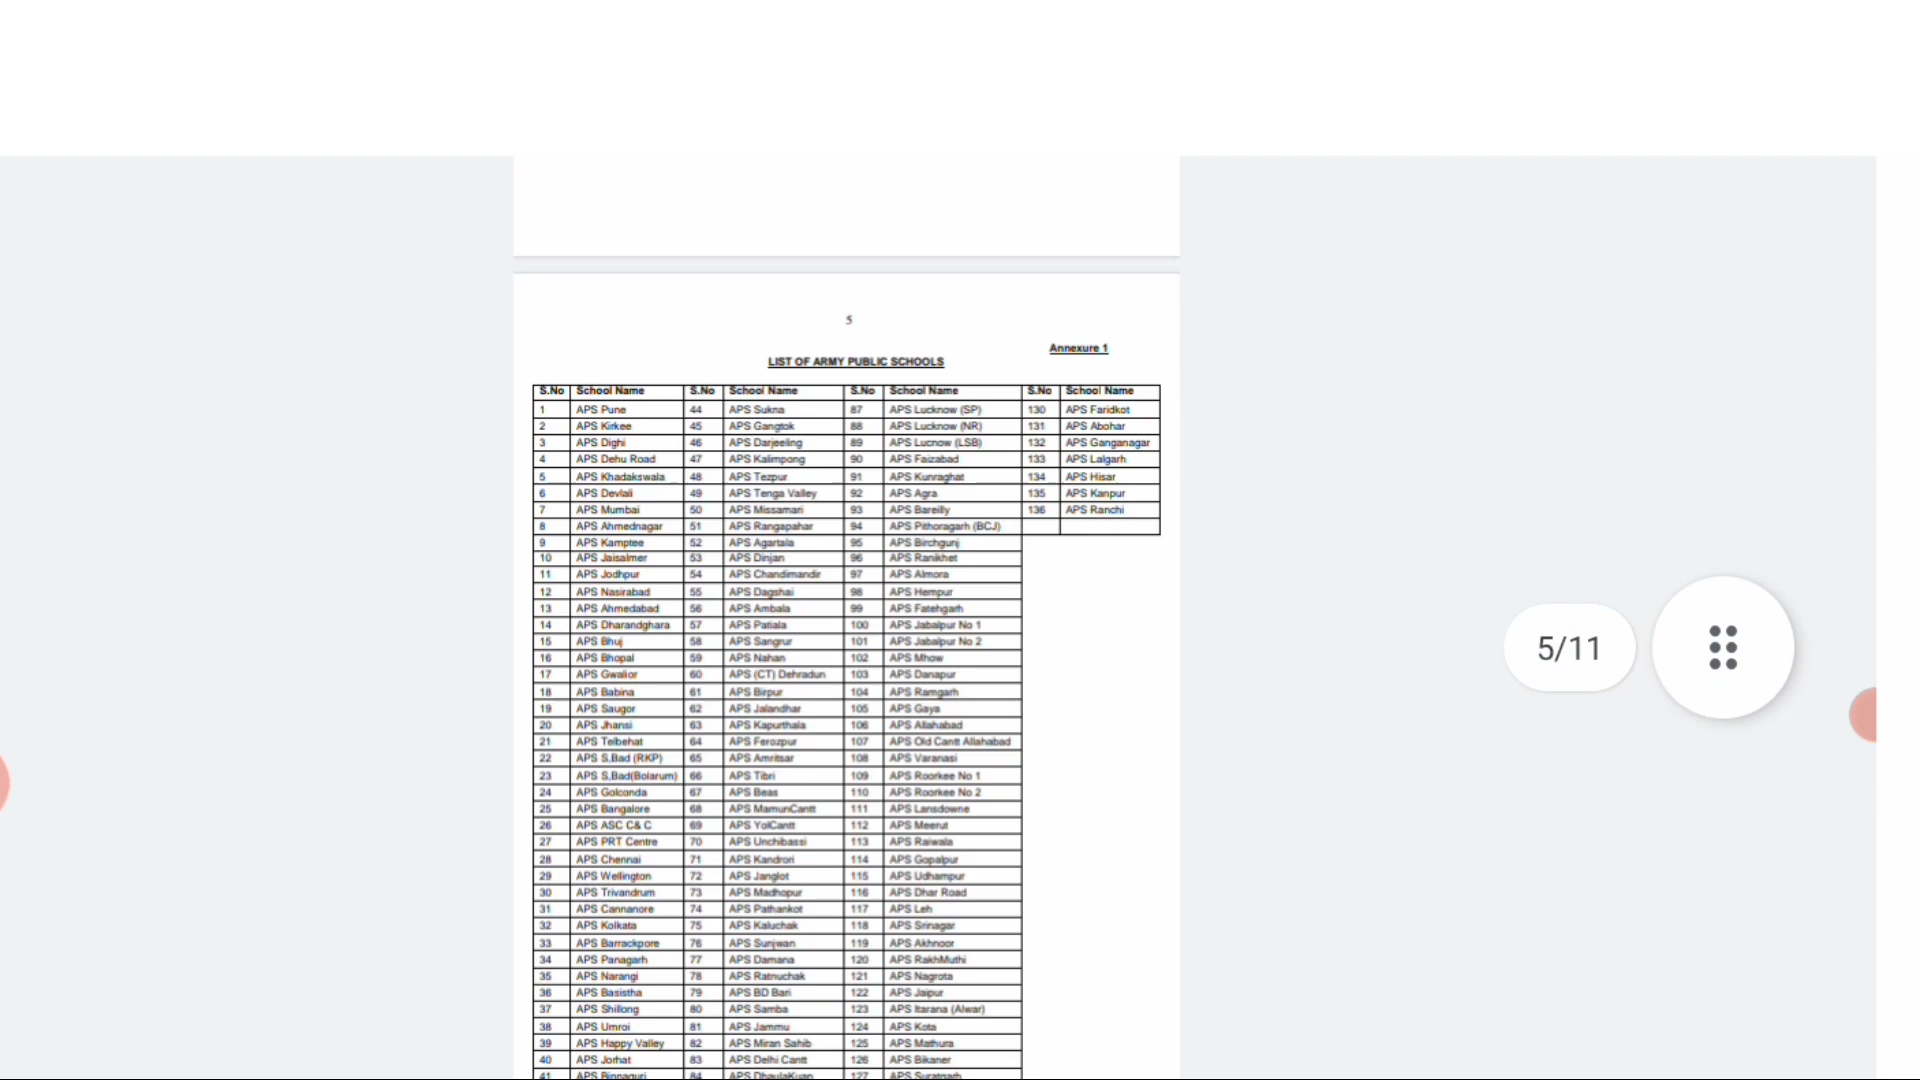 5
Annexure 1
LIST OF ARMY PUBLIC SCHOOLS
S.No School Name S.No School Name S.No School Name S.No School Name
1 APS Pune 44 APS Sukna 87 APS Lucknow (SP) 130 APS Faridkot
2 APS Kirkee 45 APS Gangtok 88 APS Lucknow (NR) 131 APS Abohar
3 APS Dighi 46 APS Darjeeling 89 APS Lucnow (LSB) 132 APS Ganganagar
4 APS Dehu Road 47 APS Kalimpong 90 APS Faizabad 133 APS Lalgarh
5 APS Khadakswala 48 APS Tezpur 91 APS Kunraghat 134 APS Hisar
6 APS Devlali 49 APS Tenga Valley 92 APS Agra 135 APS Kanpur
7 APS Mumbai 50 APS Missamari 93 APS Bareilly 136 APS Ranchi
8 APS Ahmednagar 51 APS Rangapahar 94 APS Pithoragarh (BCJ)
9 APS Kamptee 52 APS Agartala 95 APS Birchgunj
10 APS Jaisalmer 53 APS Dinjan 96 APS Ranikhet
11 APS Jodhpur 54 APS Chandimandir 97 APS Almora
12 APS Nasirabad 55 APS Dagshai 98 APS Hempur
13 APS Ahmedabad 56 APS Ambala 99 APS Fatehgarh
14 APS Dharandghara 57 APS Patiala 100 APS Jabalpur No 1
15 APS Bhuj 58 APS Sangrur 101 APS Jabalpur No 2
16 APS Bhopal 59 APS Nahan 102 APS Mhow
17 APS Gwalior 60 APS (CT) Dehradun 103 APS Danapur
18 APS Babina 61 APS Birpur 104 APS Ramgarh
19 APS Saugor 62 APS Jalandhar 105 APS Gaya
20 APS Jhansi 63 APS Kapurthala 106 APS Allahabad
21 APS Telbehat 64 APS Ferozpur 107 APS Old Cantt Allahabad
22 APS S,Bad (RKP) 65 APS Amritsar 108 APS Varanasi
23 APS S,Bad(Bolarum) 66 APS Tibri 109 APS Roorkee No 1
24 APS Golconda 67 APS Beas 110 APS Roorkee No 2
25 APS Bangalore 68 APS MamunCantt 111 APS Lansdowne
26 APS ASC C& C 69 APS YolCantt 112 APS Meerut
27 APS PRT Centre 70 APS Unchibassi 113 APS Raiwala
28 APS Chennai 71 APS Kandrori 114 APS Gopalpur
29 APS Wellington 72 APS Janglot 115 APS Udhampur
30 APS Trivandrum 73 APS Madhopur 116 APS Dhar Road
31 APS Cannanore 74 APS Pathankot 117 APS Leh
32 APS Kolkata 75 APS Kaluchak 118 APS Srinagar
33 APS Barrackpore 76 APS Sunjwan 119 APS Akhnoor
34 APS Panagarh 77 APS Damana 120 APS RakhMuthi
35 APS Narangi 78 APS Ratnuchak 121 APS Nagrota
36 APS Basistha 79 APS BD Bari 122 APS Jaipur
37 APS Shillong 80 APS Samba 123 APS Itarana (Alwar)
38 APS Umroi 81 APS Jammu 124 APS Kota
39 APS Happy Valley 82 APS Miran Sahib 125 APS Mathura
40 APS Jorhat 83 APS Delhi Cantt 126 APS Bikaner
41 APS Binnaguri 84 APS DhaulaKuan 127 APS Suratgarh
5/11